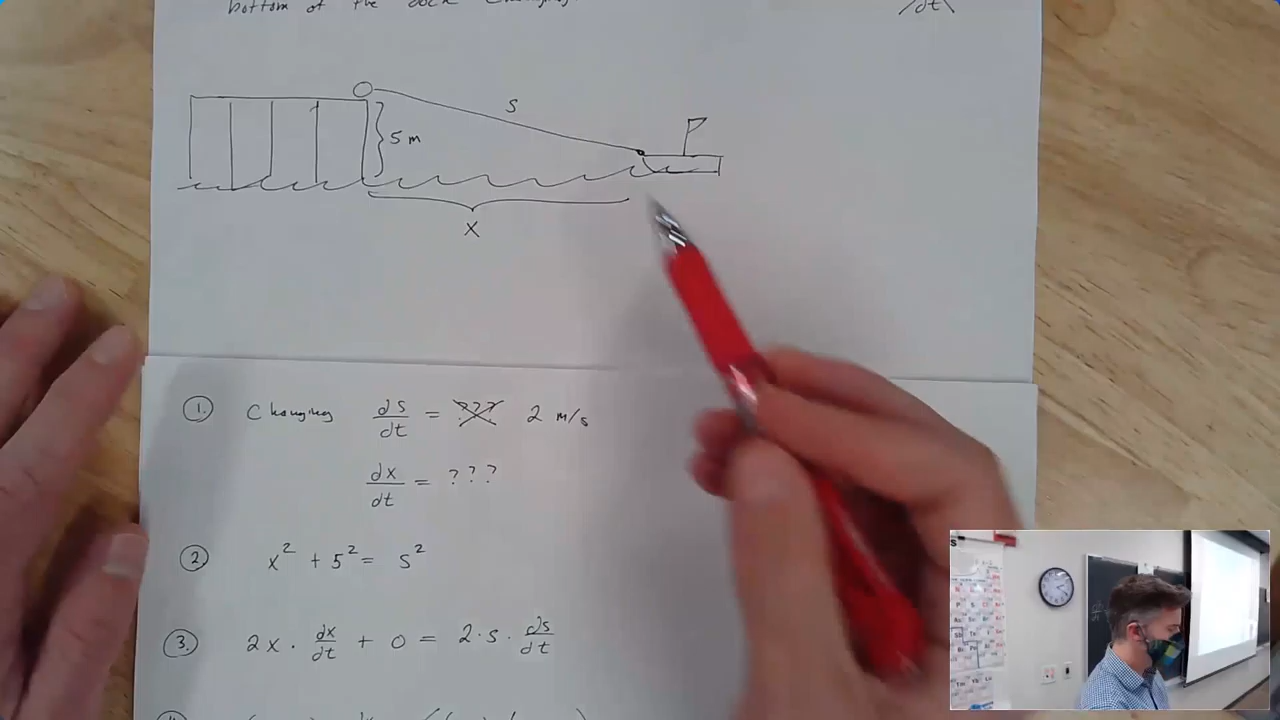 bottom of the dock changing?
dt
s
5 m
x
1. Changing ds/dt = ??? 2 m/s
dx/dt = ???
2. x² + 5² = s²
3. 2x · dx/dt + 0 = 2 · s · ds/dt